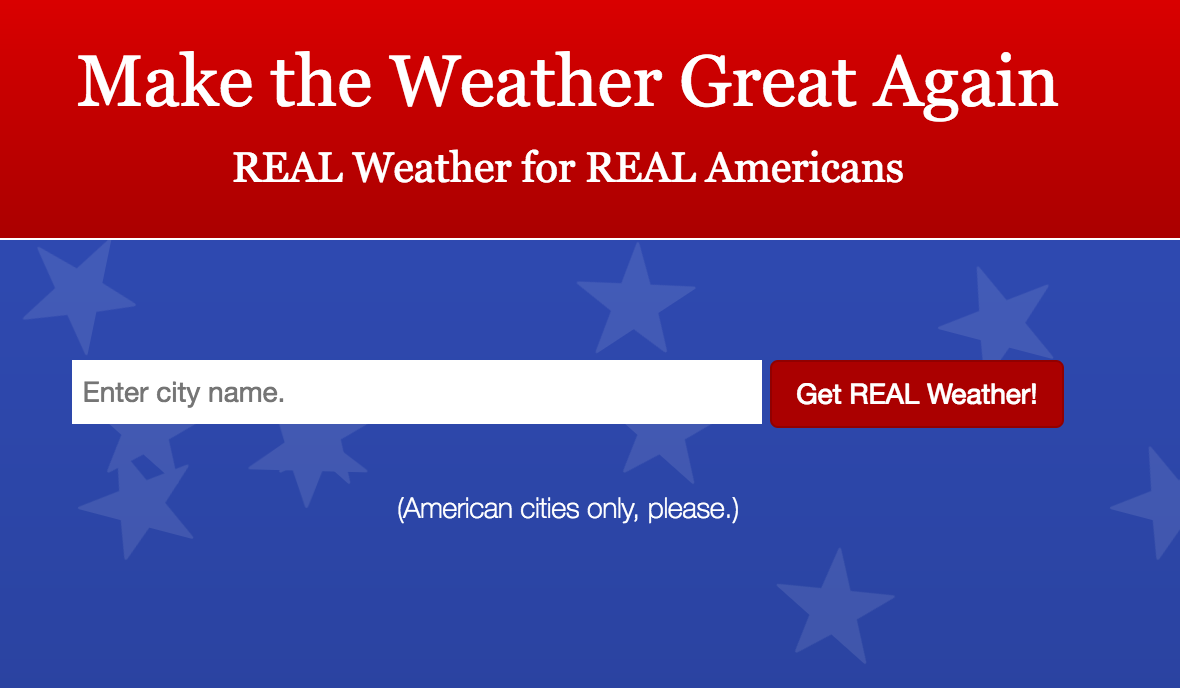 Make the Weather Great Again
REAL Weather for REAL Americans
Enter city name.
Get REAL Weather!
(American cities only, please.)